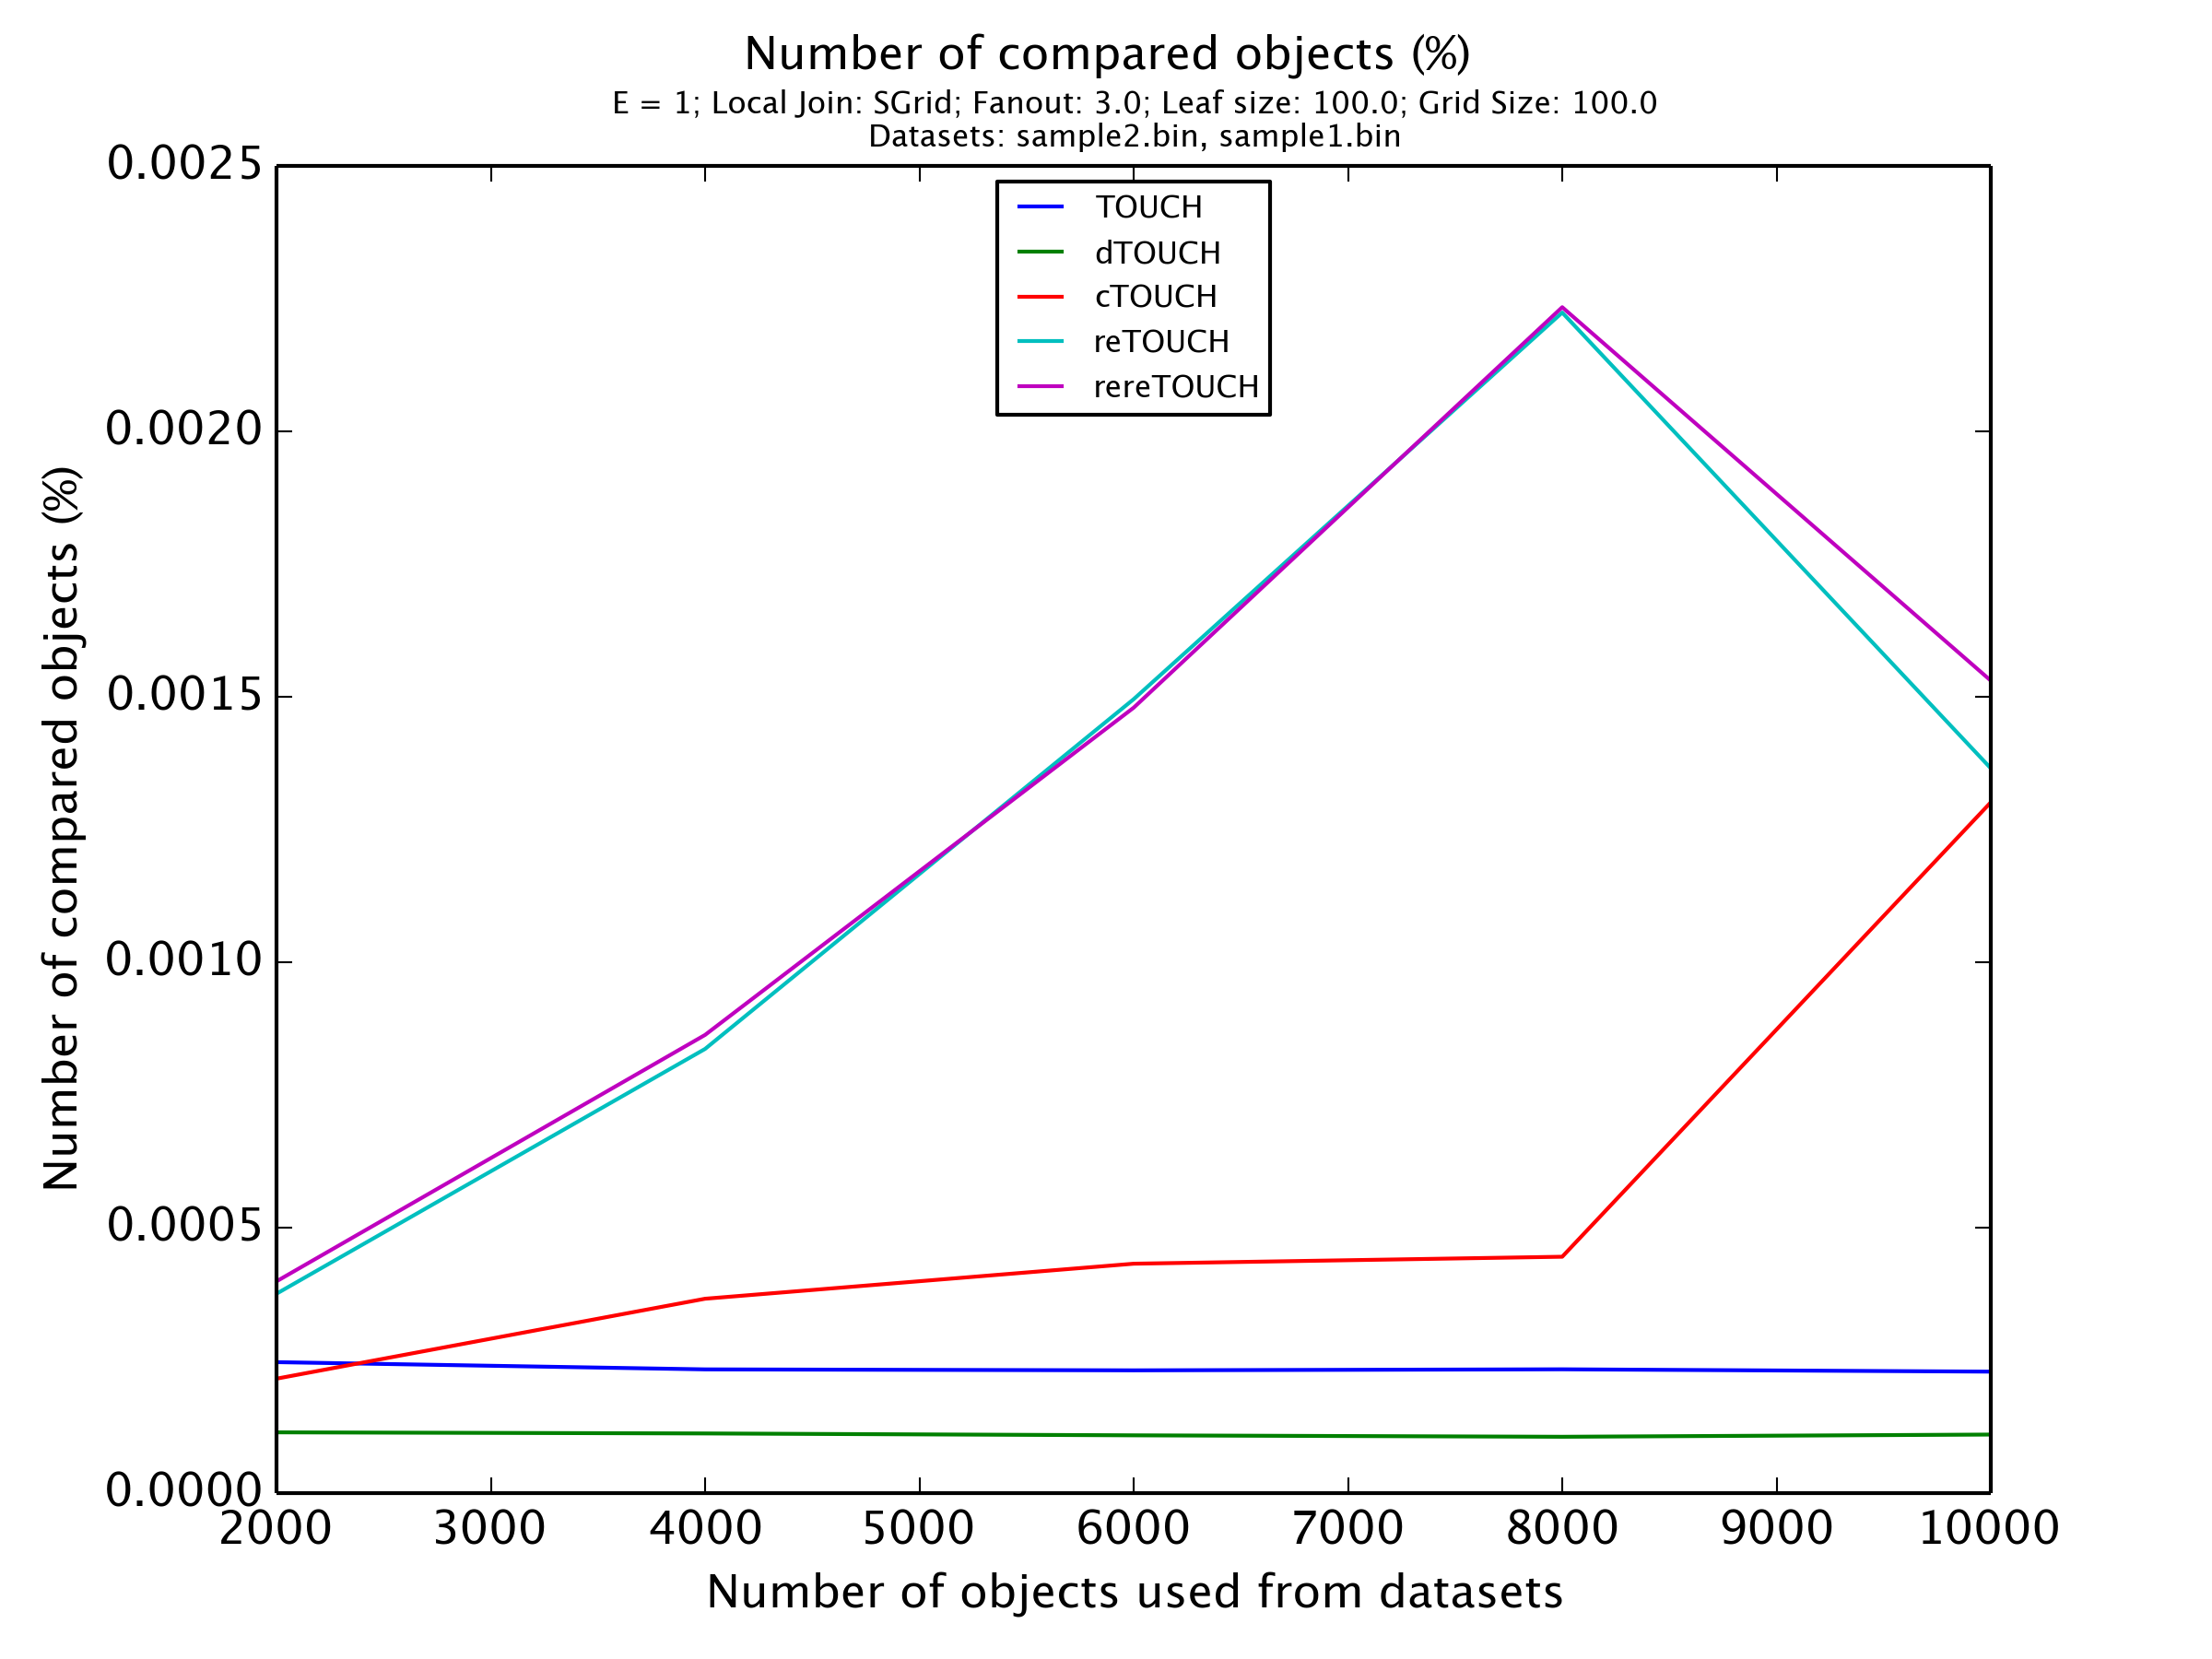 Number of compared objects (%)
E = 1; Local Join: SGrid; Fanout: 3.0; Leaf size: 100.0; Grid Size: 100.0
Datasets: sample2.bin, sample1.bin
TOUCH
dTOUCH
cTOUCH
reTOUCH
rereTOUCH
Number of compared objects (%)
0.0025
0.0020
0.0015
0.0010
0.0005
0.0000
2000 3000 4000 5000 6000 7000 8000 9000 10000
Number of objects used from datasets